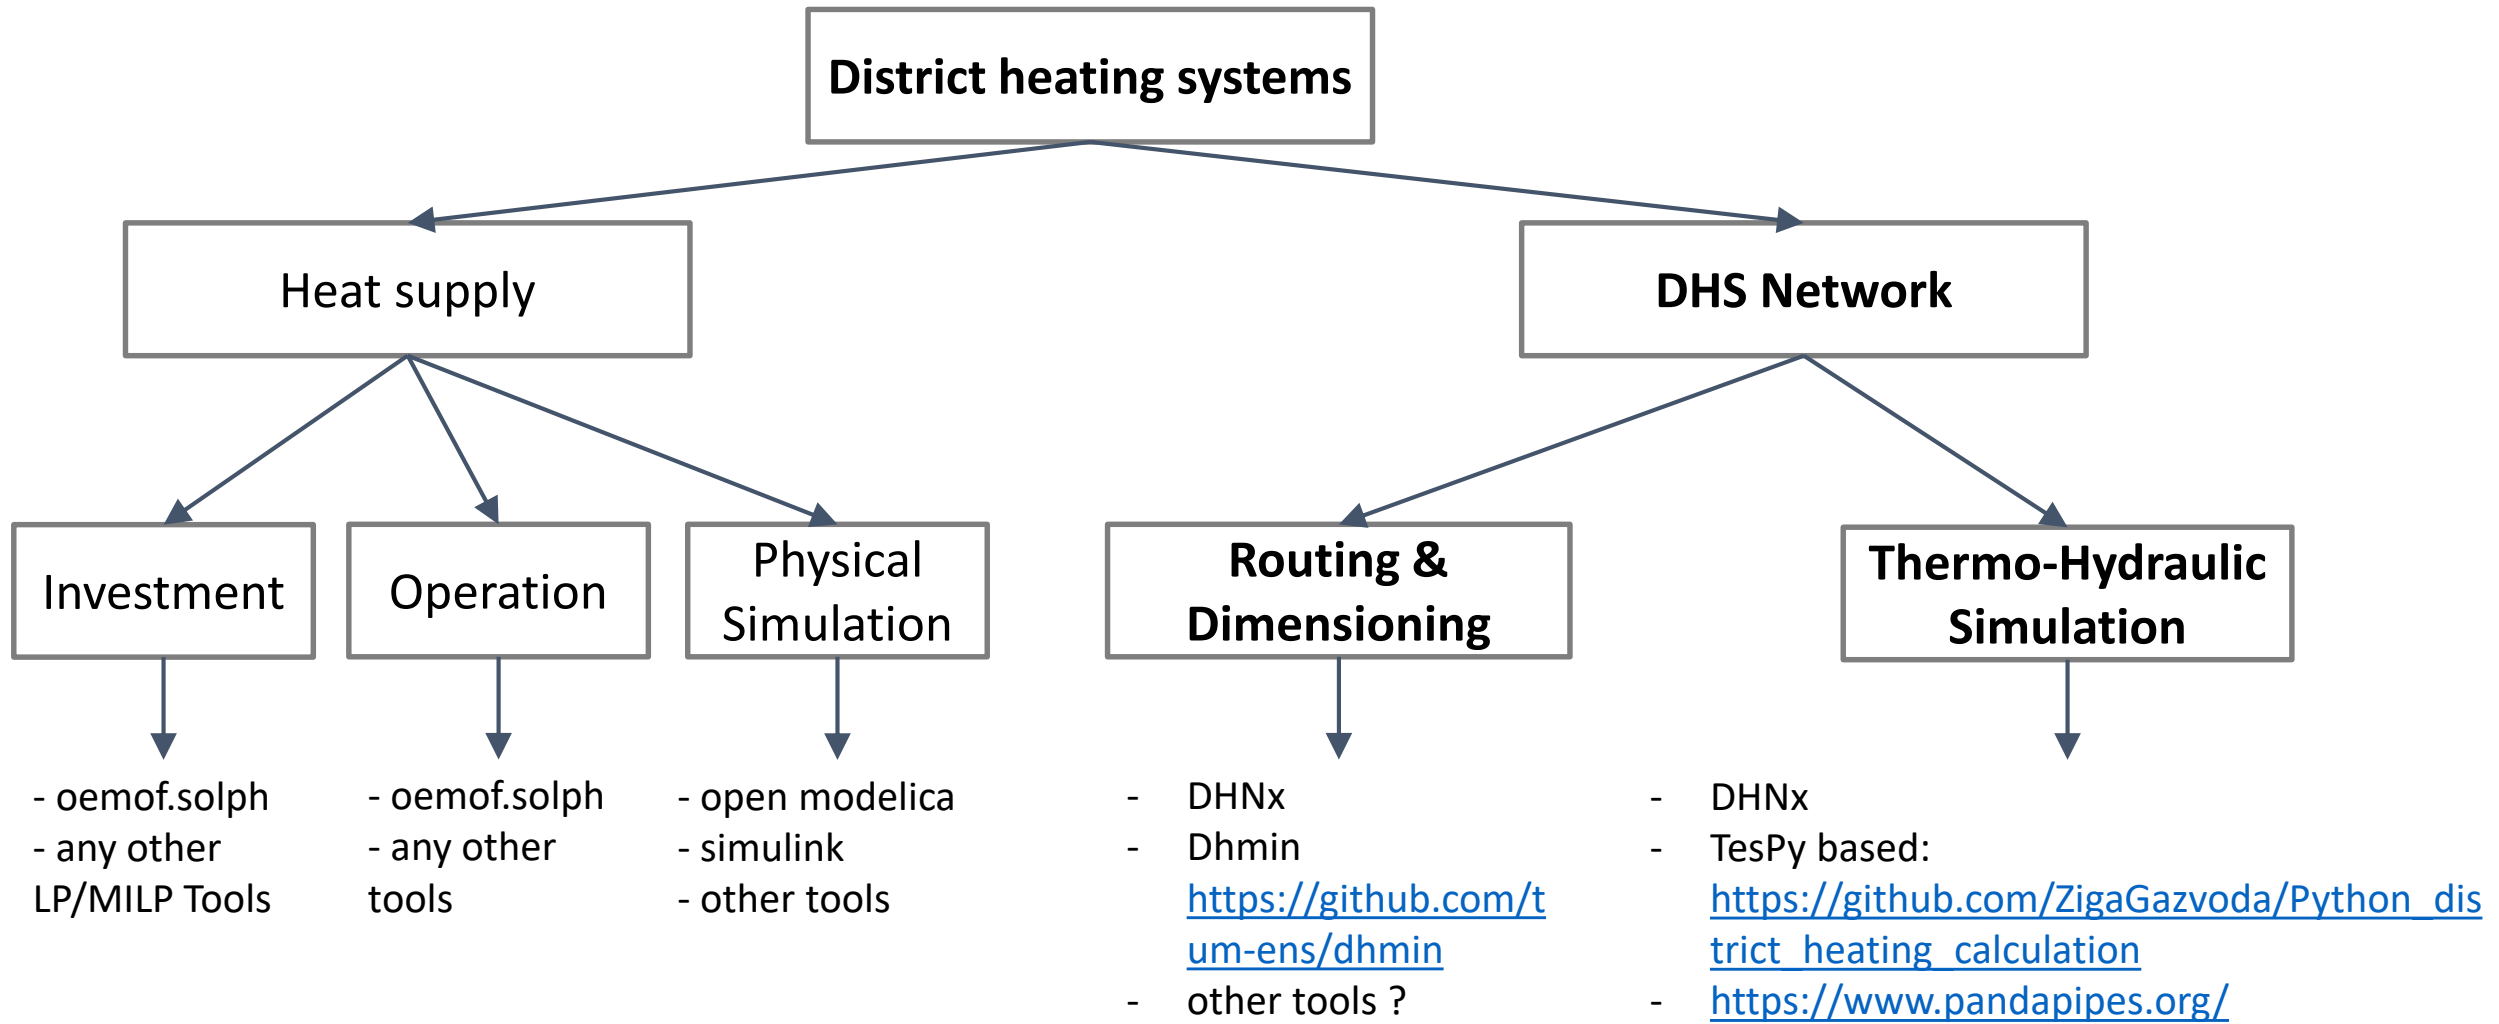 District heating systems
Heat supply
DHS Network
Investment
Operation
Physical
Simulation
Routing &
Dimensioning
Thermo-Hydraulic
Simulation
- oemof.solph
- any other
LP/MILP Tools
- oemof.solph
- any other
tools
- open modelica
- simulink
- other tools
- DHNx
- Dhmin
https://github.com/t
um-ens/dhmin
- other tools ?
- DHNx
- TesPy based:
https://github.com/ZigaGazvoda/Python_dis
trict_heating_calculation
- https://www.pandapipes.org/